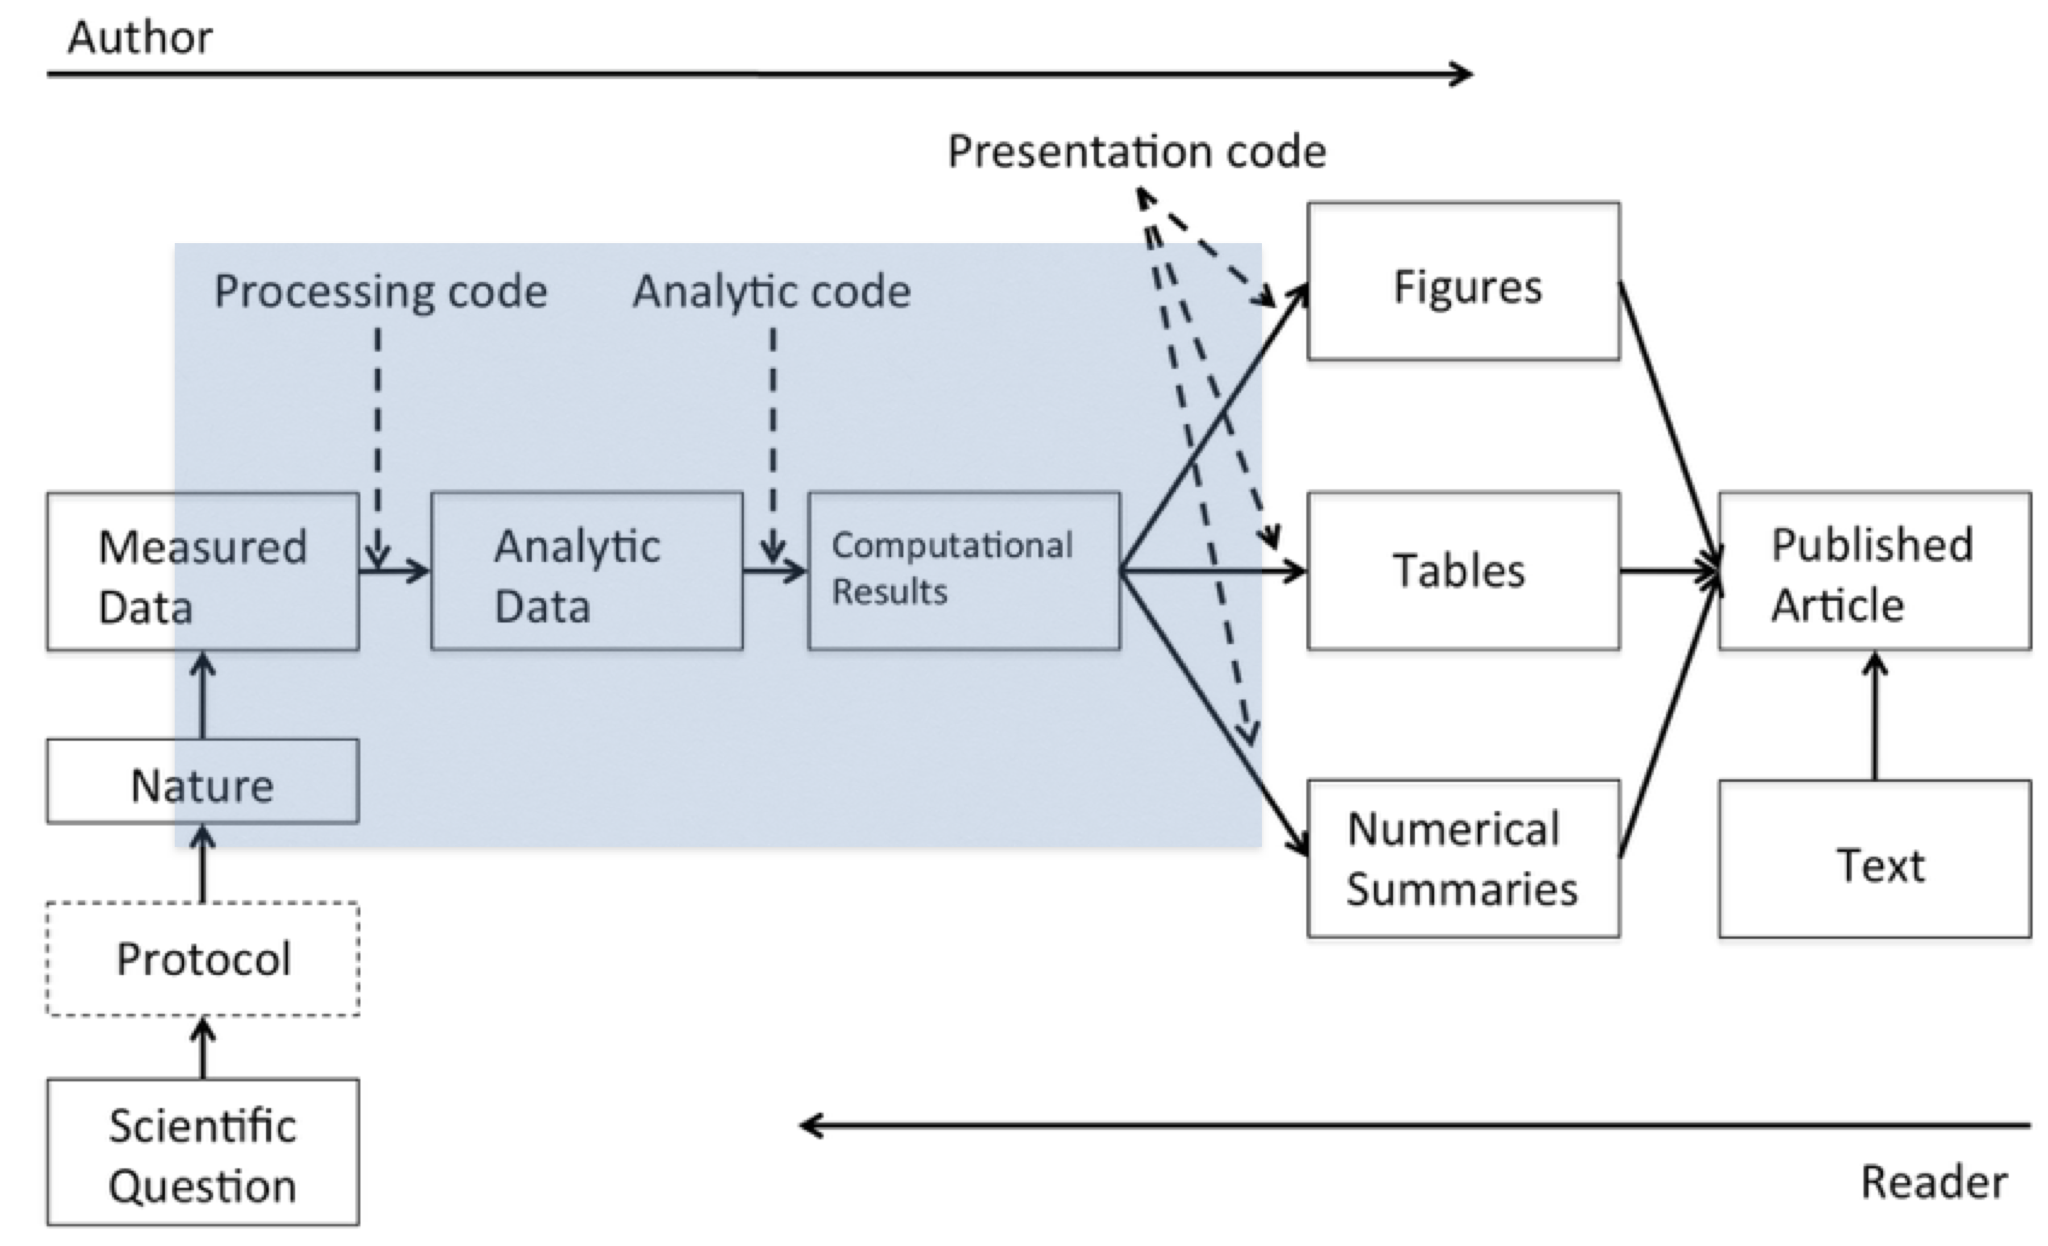 Author
Presentation code
Processing code
Analytic code
Figures
Measured
Data
Analytic
Data
Computational
Results
Tables
Published
Article
Nature
Numerical
Summaries
Text
Protocol
Scientific
Question
Reader